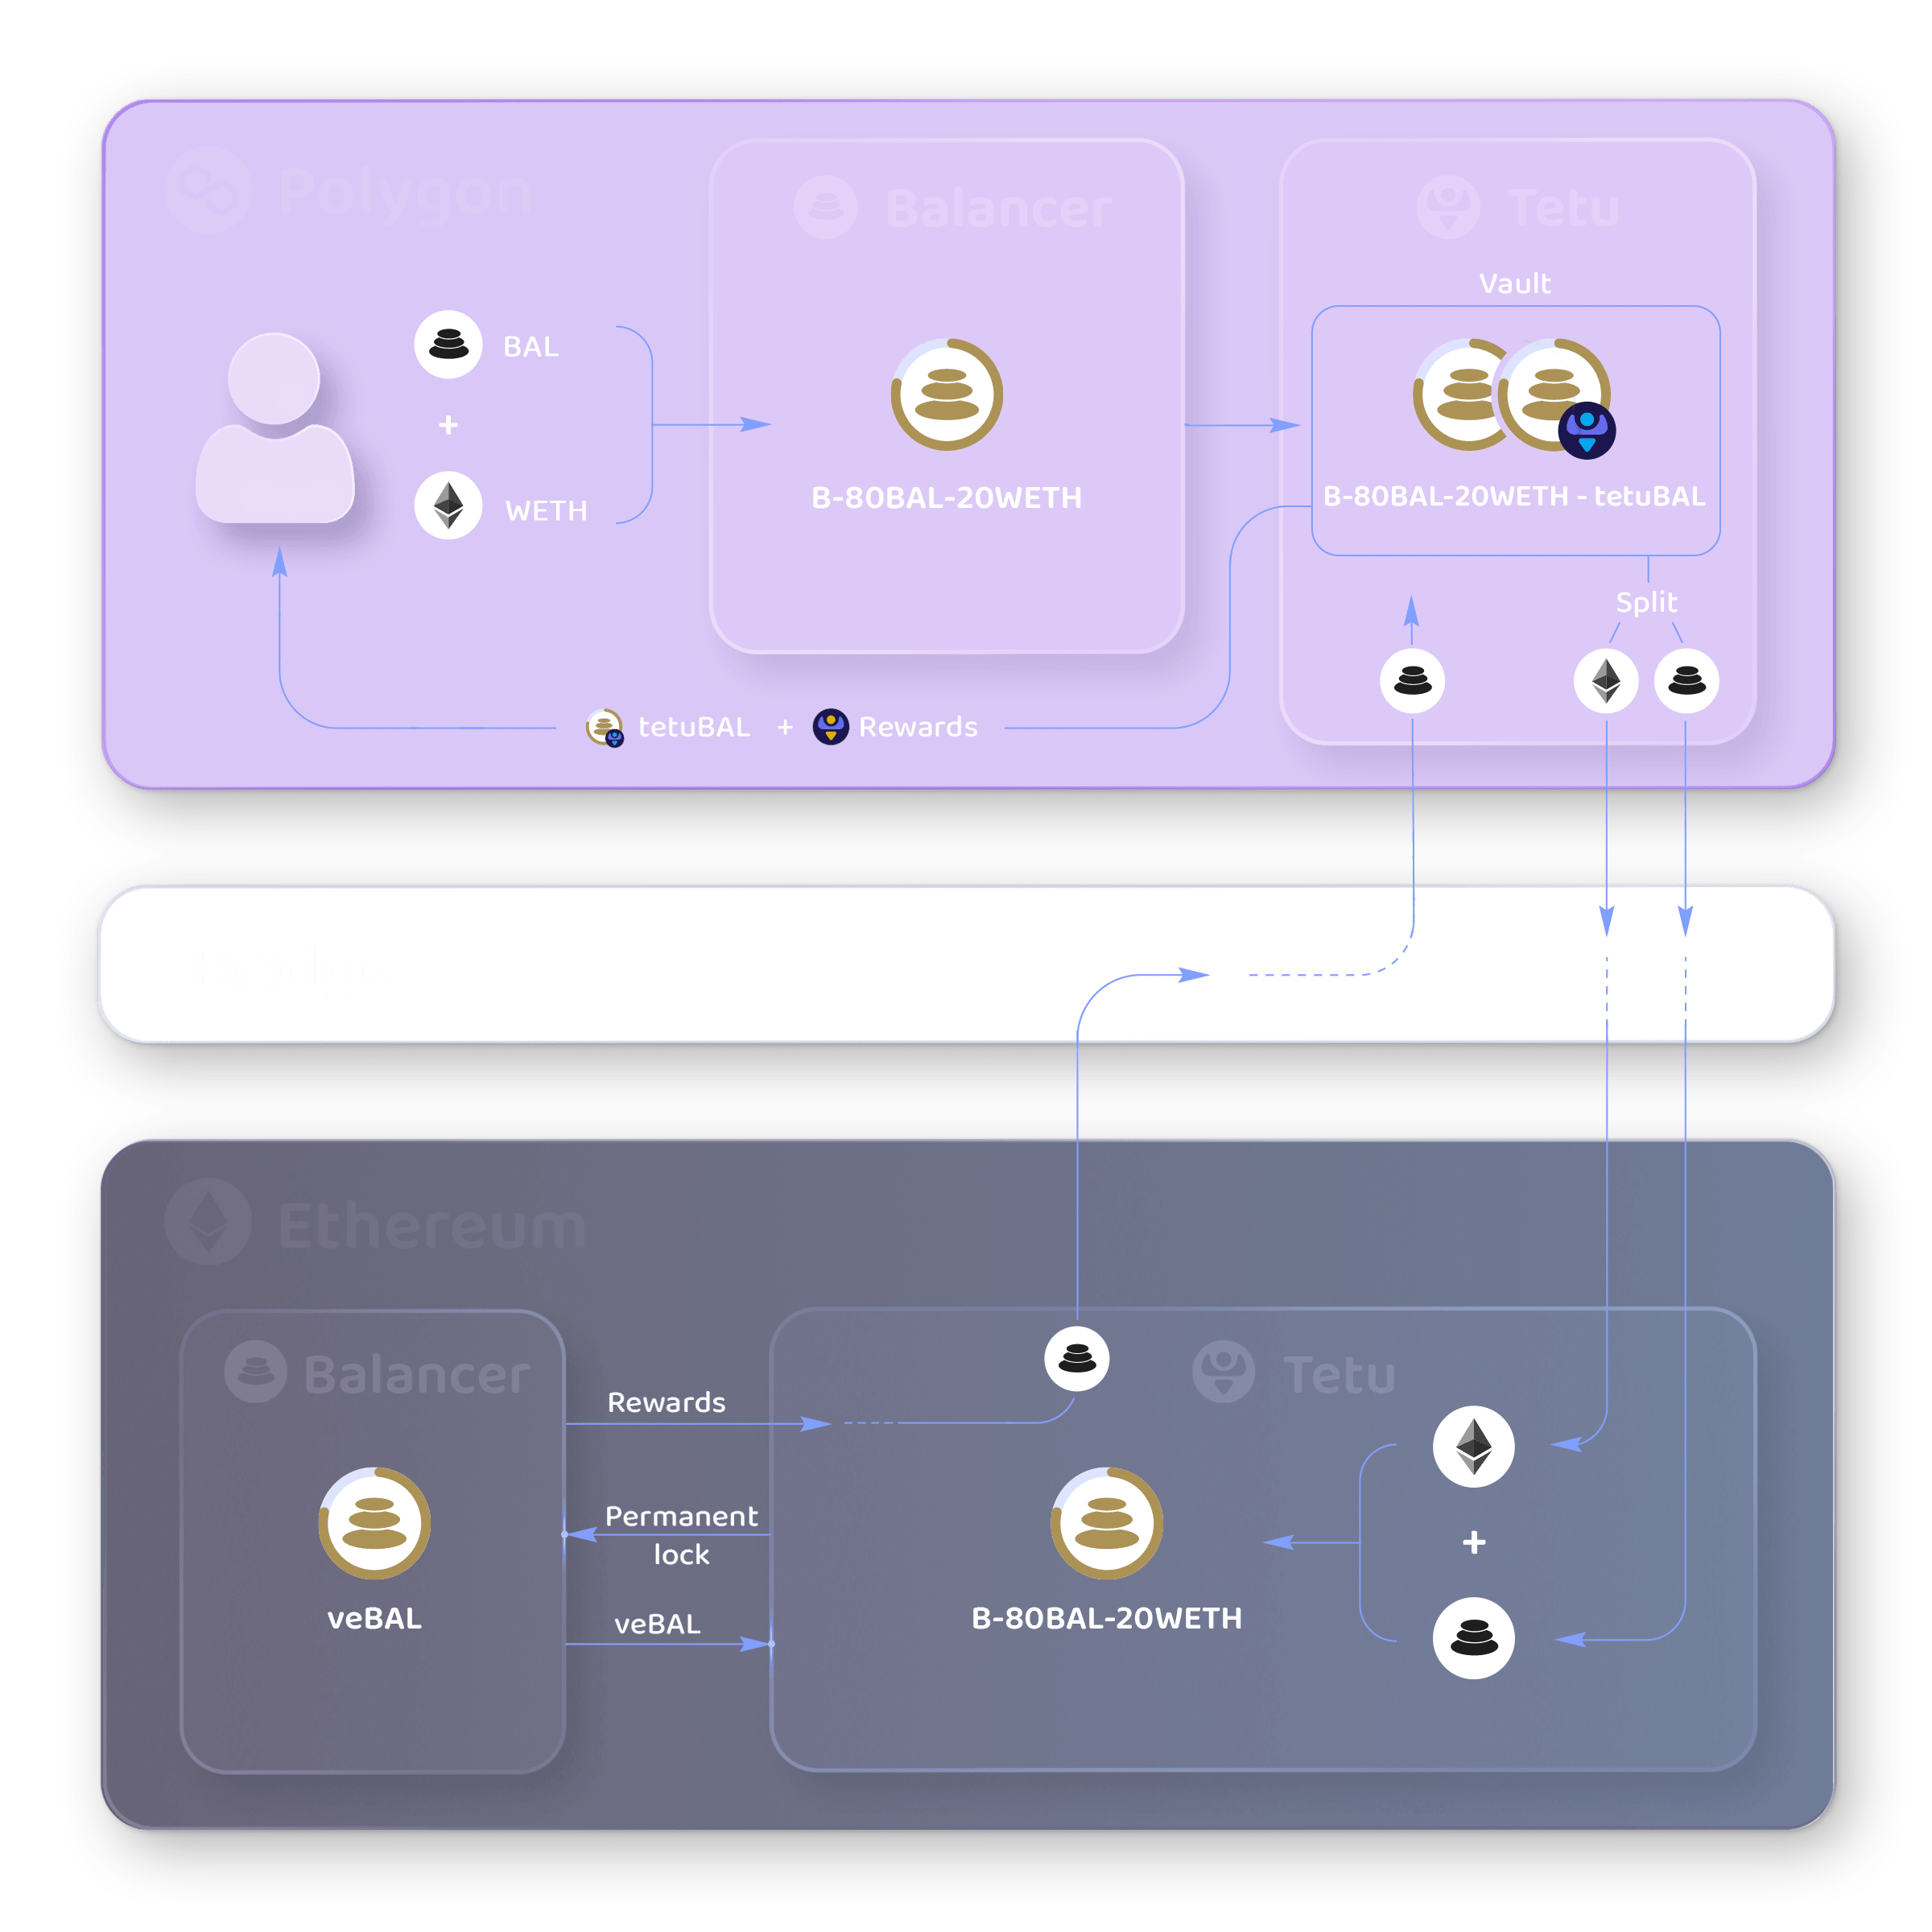 Polygon
Balancer
Tetu
Vault
BAL
+
WETH
B-80BAL-20WETH
B-80BAL-20WETH - tetuBAL
Split
tetuBAL + Rewards
Ethereum
Balancer
Tetu
Rewards
Permanent
lock
veBAL
veBAL
B-80BAL-20WETH
+